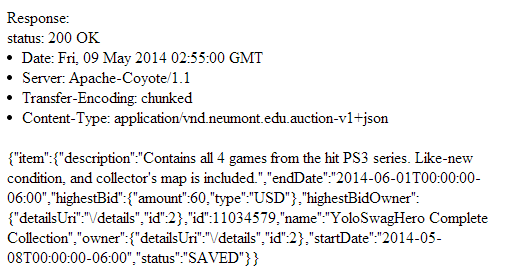 Response:
status: 200 OK
• Date: Fri, 09 May 2014 02:55:00 GMT
• Server: Apache-Coyote/1.1
• Transfer-Encoding: chunked
• Content-Type: application/vnd.neumont.edu.auction-v1+json
{"item":{"description":"Contains all 4 games from the hit PS3 series. Like-new
condition, and collector's map is included.","endDate":"2014-06-01T00:00:00-
06:00","highestBid":{"amount":60,"type":"USD"},"highestBidOwner":
{"detailsUri":"\/details","id":2},"id":11034579,"name":"YoloSwagHero Complete
Collection","owner":{"detailsUri":"\/details","id":2},"startDate":"2014-05-
08T00:00:00-06:00","status":"SAVED"}}